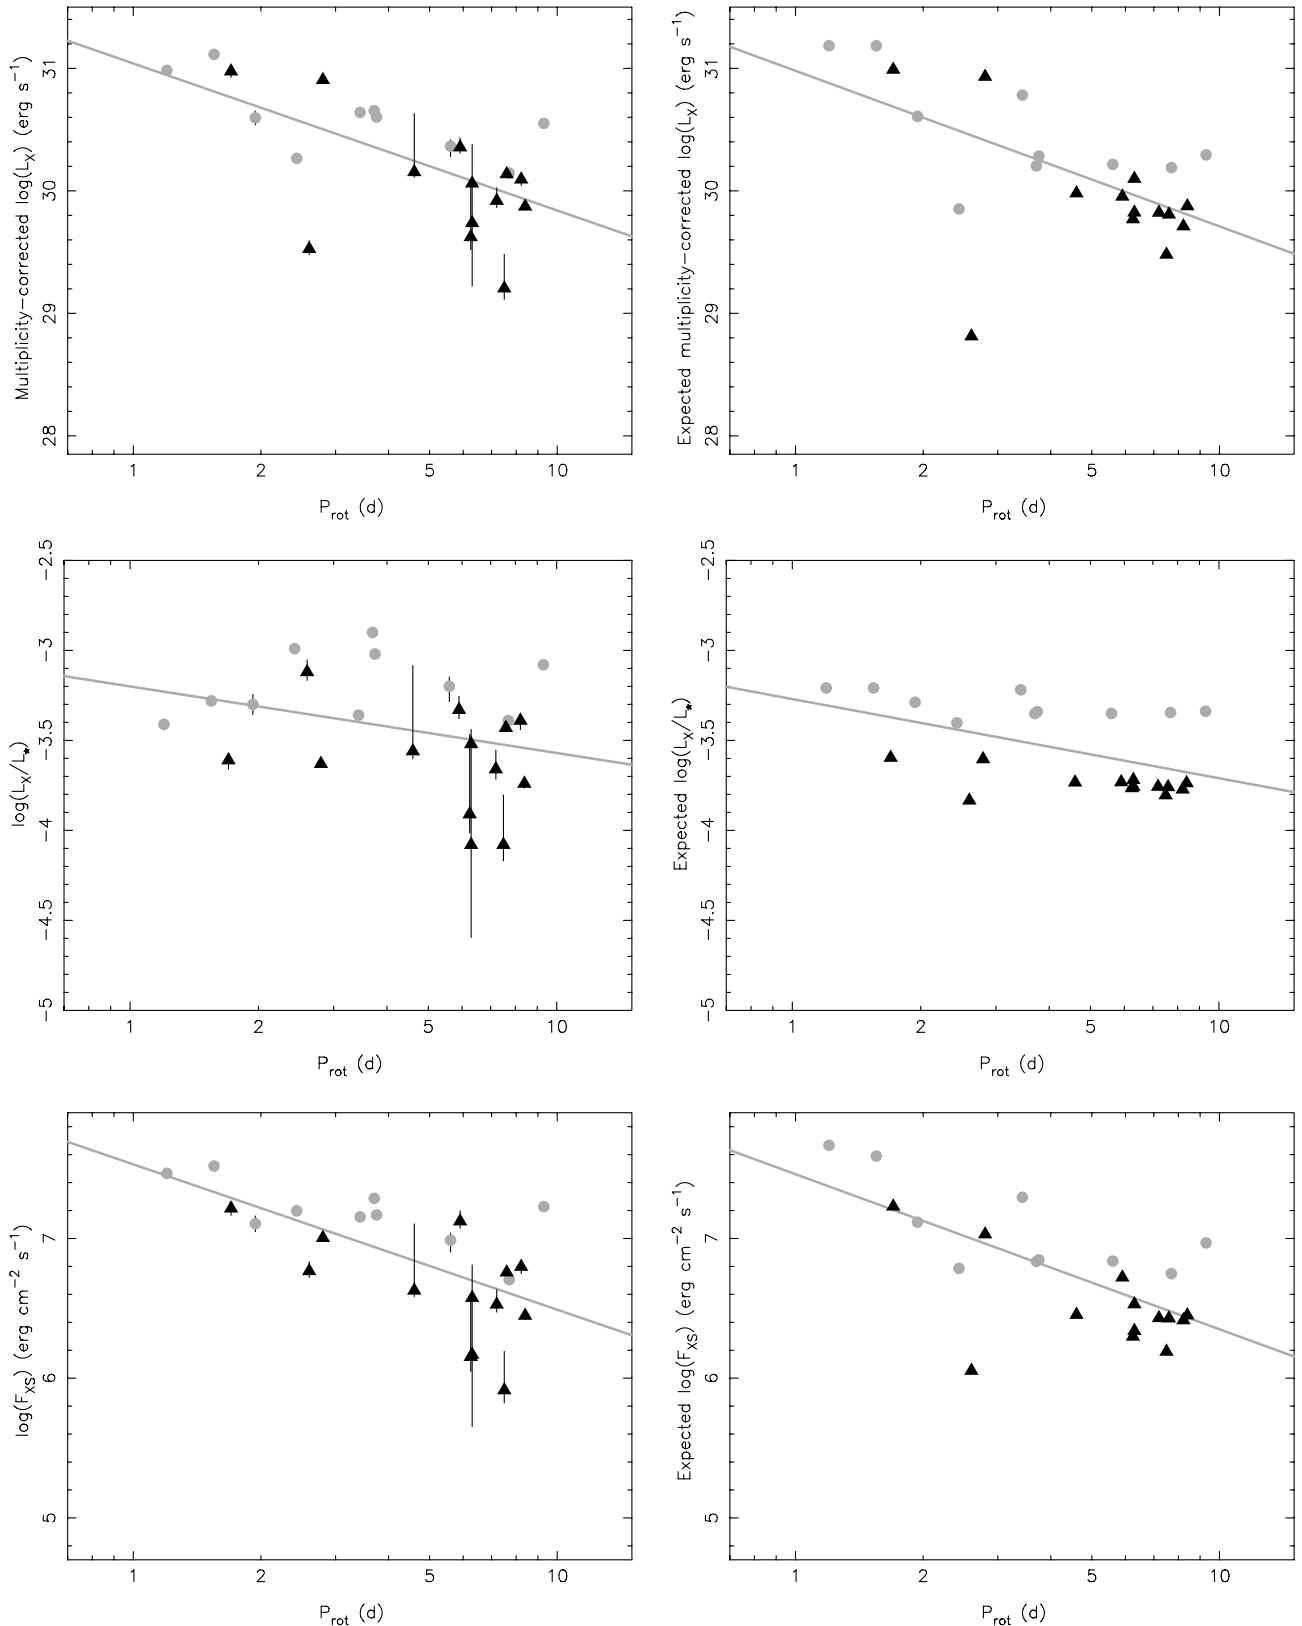 Multiplicity−corrected log(L_X) (erg s^−1)
31
30
29
28
1 2 5 10
P_rot (d)
Expected multiplicity−corrected log(L_X) (erg s^−1)
31
30
29
28
1 2 5 10
P_rot (d)
log(L_X/L_★)
−2.5
−3
−3.5
−4
−4.5
−5
1 2 5 10
P_rot (d)
Expected log(L_X/L_★)
−2.5
−3
−3.5
−4
−4.5
−5
1 2 5 10
P_rot (d)
log(F_XS) (erg cm^−2 s^−1)
7
6
5
1 2 5 10
P_rot (d)
Expected log(F_XS) (erg cm^−2 s^−1)
7
6
5
1 2 5 10
P_rot (d)